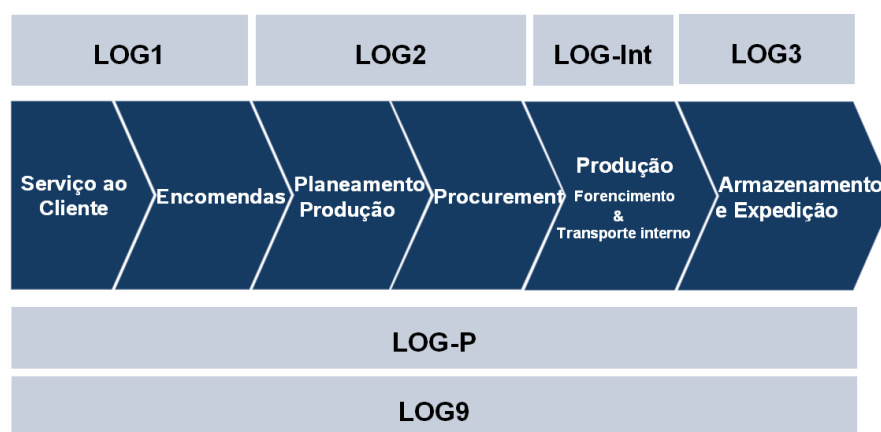 LOG1
LOG2
LOG-Int
LOG3
Serviço ao
Cliente
Encomendas
Planeamento
Produção
Procurement
Produção
Forencimento
&
Transporte interno
Armazenamento
e Expedição
LOG-P
LOG9